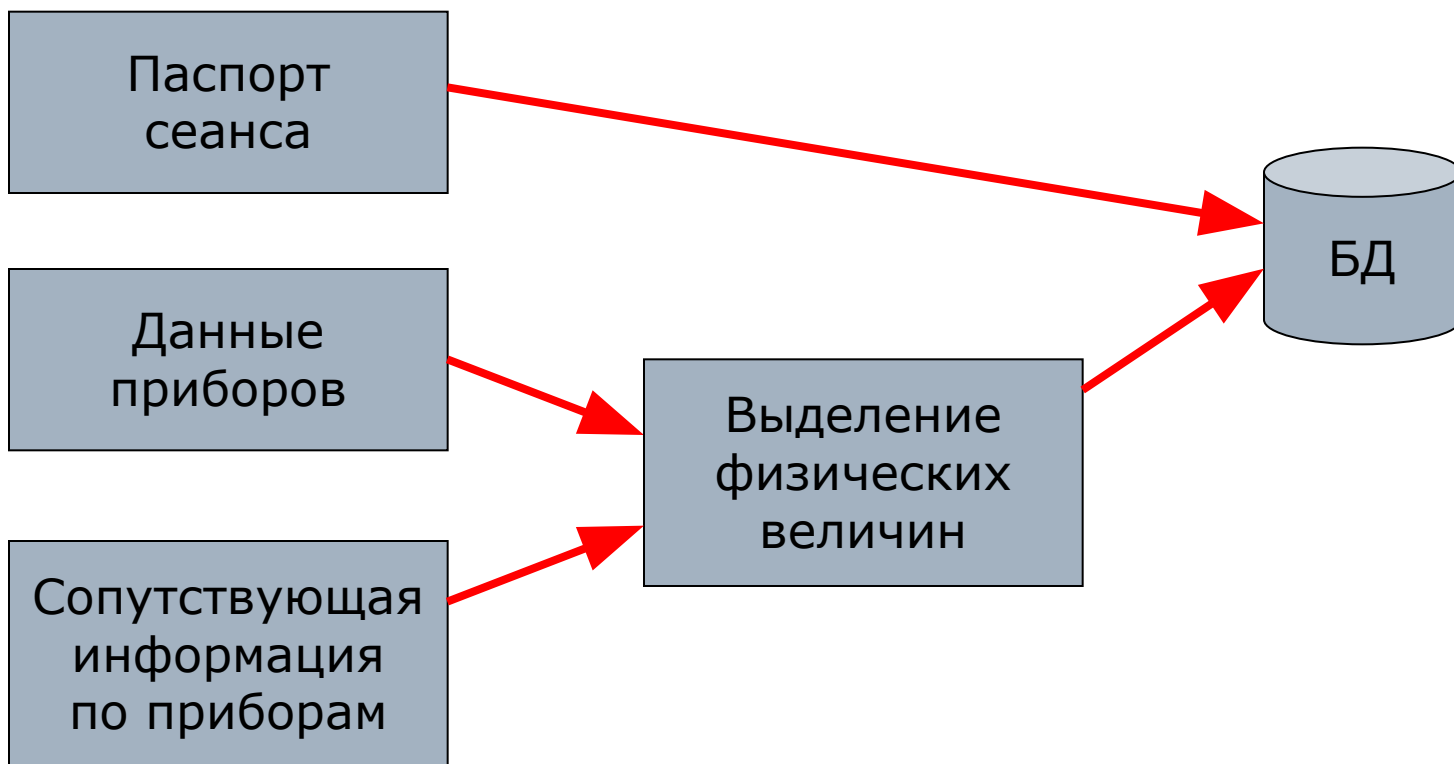 Паспорт
сеанса
Данные
приборов
Сопутствующая
информация
по приборам
Выделение
физических
величин
БД